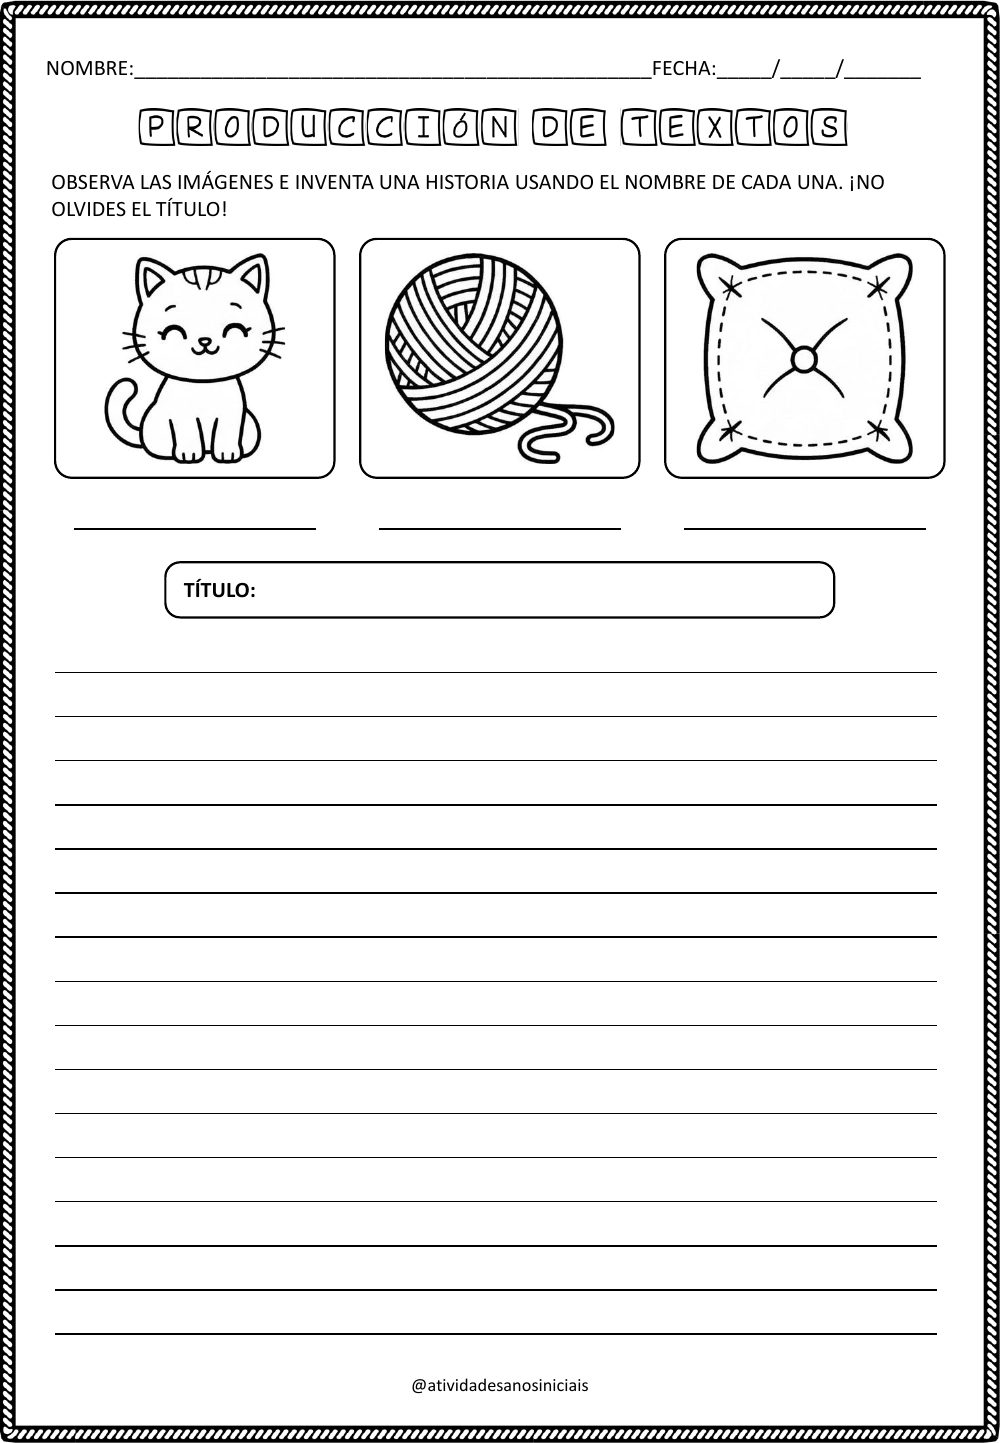 NOMBRE:_______________________________________________FECHA:_____/_____/_______
PRODUCCIÓN DE TEXTOS
OBSERVA LAS IMÁGENES E INVENTA UNA HISTORIA USANDO EL NOMBRE DE CADA UNA. ¡NO
OLVIDES EL TÍTULO!
TÍTULO:
@atividadesanosiniciais